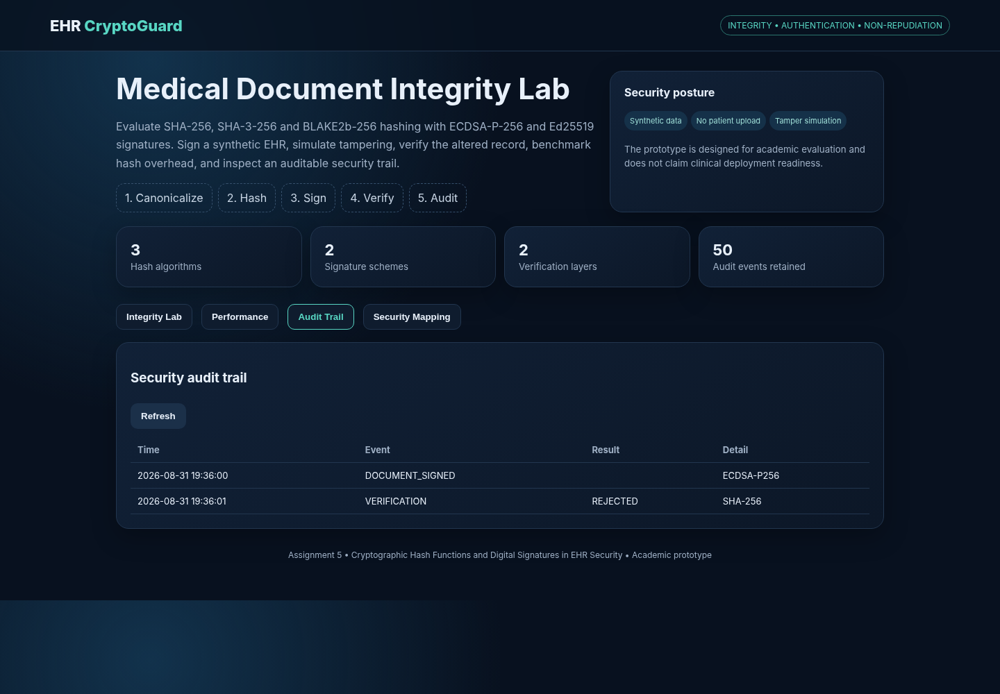 EHR CryptoGuard
INTEGRITY • AUTHENTICATION • NON-REPUDIATION
Medical Document Integrity Lab
Evaluate SHA-256, SHA-3-256 and BLAKE2b-256 hashing with ECDSA-P-256 and Ed25519
signatures. Sign a synthetic EHR, simulate tampering, verify the altered record, benchmark
hash overhead, and inspect an auditable security trail.
1. Canonicalize 2. Hash 3. Sign 4. Verify 5. Audit
Security posture
Synthetic data No patient upload Tamper simulation
The prototype is designed for academic evaluation and
does not claim clinical deployment readiness.
3 2 2 50
Hash algorithms Signature schemes Verification layers Audit events retained
Integrity Lab Performance Audit Trail Security Mapping
Security audit trail
Refresh
Time Event Result Detail
2026-08-31 19:36:00 DOCUMENT_SIGNED ECDSA-P256
2026-08-31 19:36:01 VERIFICATION REJECTED SHA-256
Assignment 5 • Cryptographic Hash Functions and Digital Signatures in EHR Security • Academic prototype